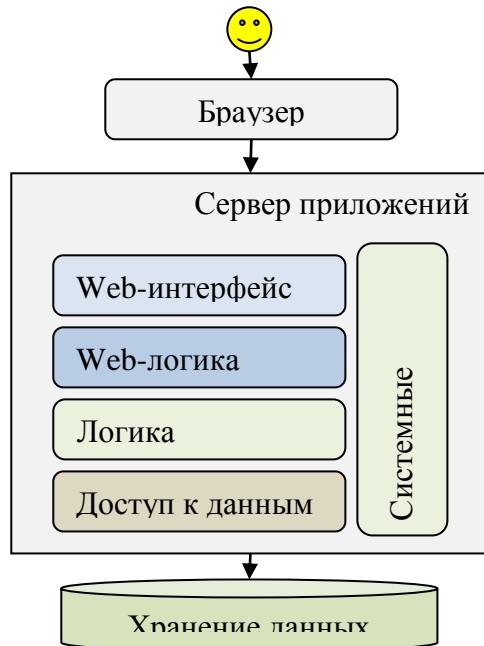 Браузер
Сервер приложений
Web-интерфейс
Web-логика
Логика
Доступ к данным
Системные
Хранение данных